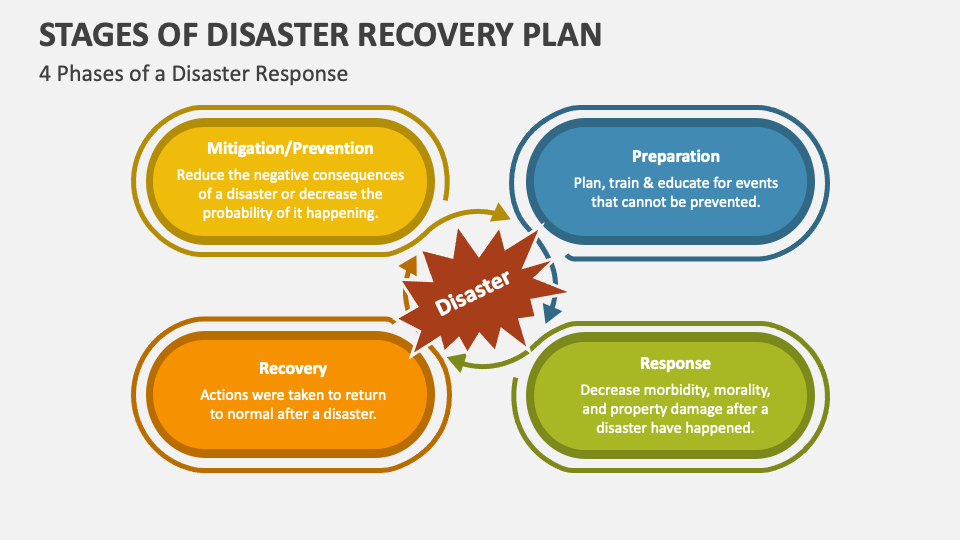 STAGES OF DISASTER RECOVERY PLAN
4 Phases of a Disaster Response
Mitigation/Prevention
Reduce the negative consequences
of a disaster or decrease the
probability of it happening.
Preparation
Plan, train & educate for events
that cannot be prevented.
Disaster
Recovery
Actions were taken to return
to normal after a disaster.
Response
Decrease morbidity, morality,
and property damage after a
disaster have happened.